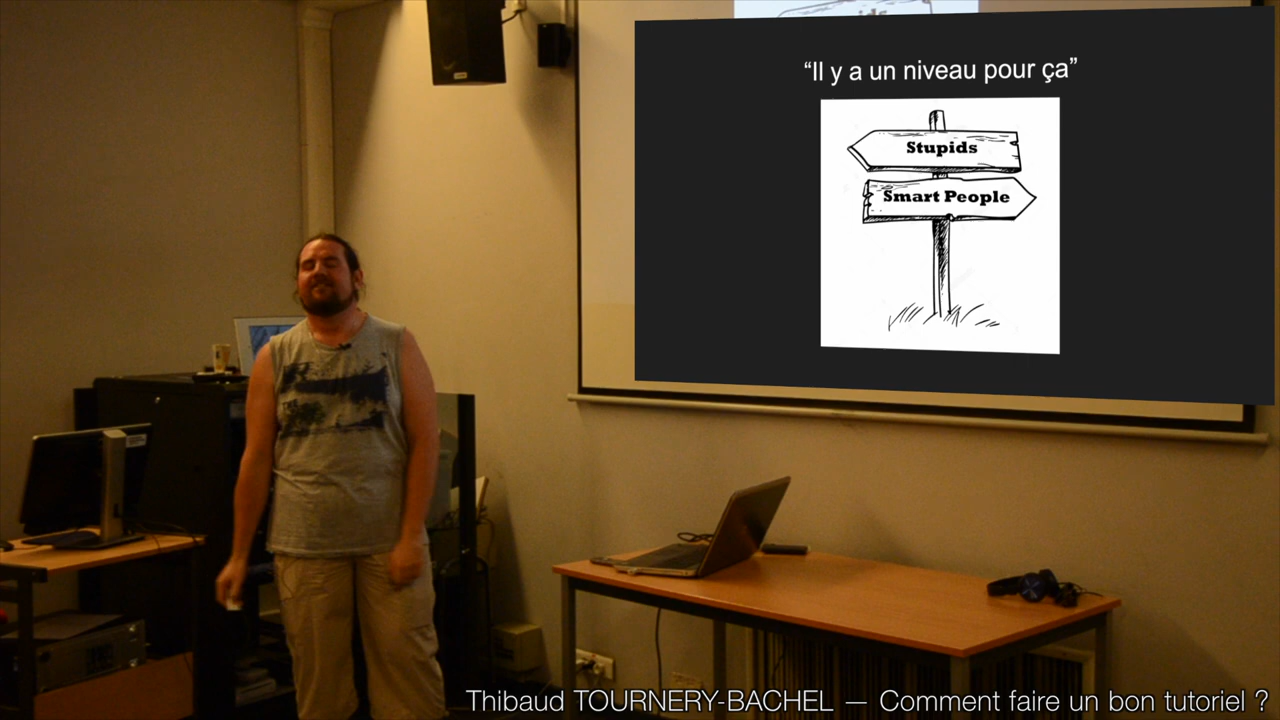 “Il y a un niveau pour ça”
Stupids
Smart People
Thibaud TOURNERY-BACHEL — Comment faire un bon tutoriel ?